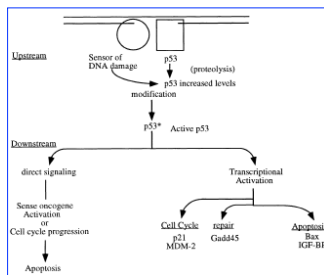 Upstream
Sensor of
DNA damage
p53
(proteolysis)
p53 increased levels
modification
p53* Active p53
Downstream
direct signaling
Transcriptional
Activation
Sense oncogene
Activation
or
Cell cycle progression
Apoptosis
Cell Cycle
p21
MDM-2
repair
Gadd45
Apoptosis
Bax